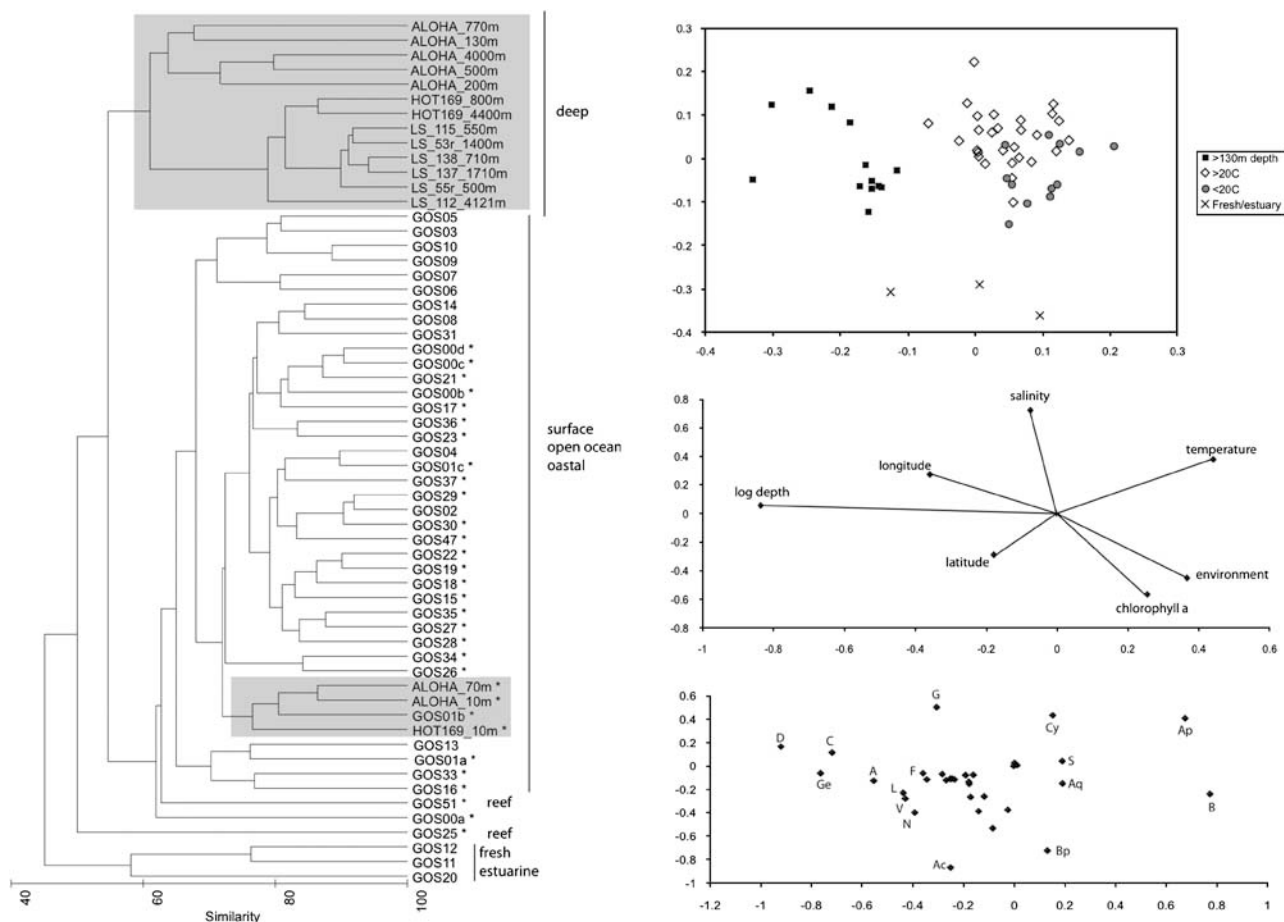 ALOHA_770m
ALOHA_130m
ALOHA_4000m
ALOHA_500m
ALOHA_200m
HOT169_800m
HOT169_4400m
LS_115_550m
LS_53r_1400m
LS_138_710m
LS_137_1710m
LS_55r_500m
LS_112_4121m
deep
GOS05
GOS03
GOS10
GOS09
GOS07
GOS06
GOS14
GOS08
GOS31
GOS00d *
GOS00c *
GOS21 *
GOS00b *
GOS17 *
GOS36 *
GOS23 *
GOS04
GOS01c *
GOS37 *
GOS29 *
GOS02
GOS30 *
GOS47 *
GOS22 *
GOS19 *
GOS18 *
GOS15 *
GOS35 *
GOS27 *
GOS28 *
GOS34 *
GOS26 *
ALOHA_70m *
ALOHA_10m *
GOS01b *
HOT169_10m *
GOS13
GOS01a *
GOS33 *
GOS16 *
surface
open ocean
oastal
GOS51 * reef
GOS00a *
GOS25 * reef
GOS12
GOS11
GOS20
fresh
estuarine
40 60 80 100
Similarity
0.3
0.2
0.1
0
-0.1
-0.2
-0.3
-0.4
-0.4 -0.3 -0.2 -0.1 0 0.1 0.2 0.3
>130m depth
>20C
<20C
Fresh/estuary
0.8
0.6
0.4
0.2
0
-0.2
-0.4
-0.6
-0.8
-1 -0.8 -0.6 -0.4 -0.2 0 0.2 0.4 0.6
salinity
temperature
longitude
log depth
latitude
environment
chlorophyll a
0.6
0.4
0.2
0
-0.2
-0.4
-0.6
-0.8
-1
-1.2 -1 -0.8 -0.6 -0.4 -0.2 0 0.2 0.4 0.6 0.8 1
G
Cy
Ap
D
C
S
Ge
A
F
Aq
L
B
V
N
Bp
Ac